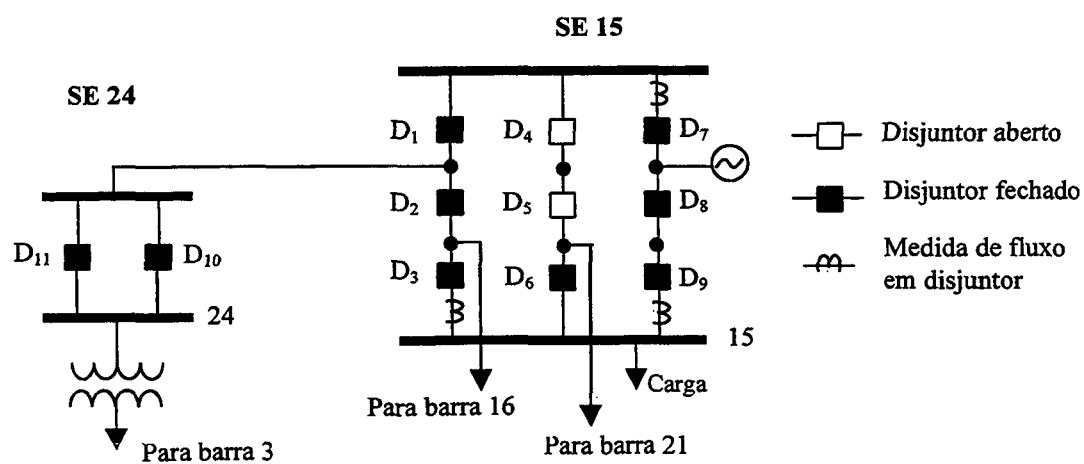 SE 15
SE 24
D1
D4
D7
Disjuntor aberto
D2
D5
D8
Disjuntor fechado
D11
D10
D3
D6
D9
Medida de fluxo
em disjuntor
24
15
Carga
Para barra 16
Para barra 21
Para barra 3